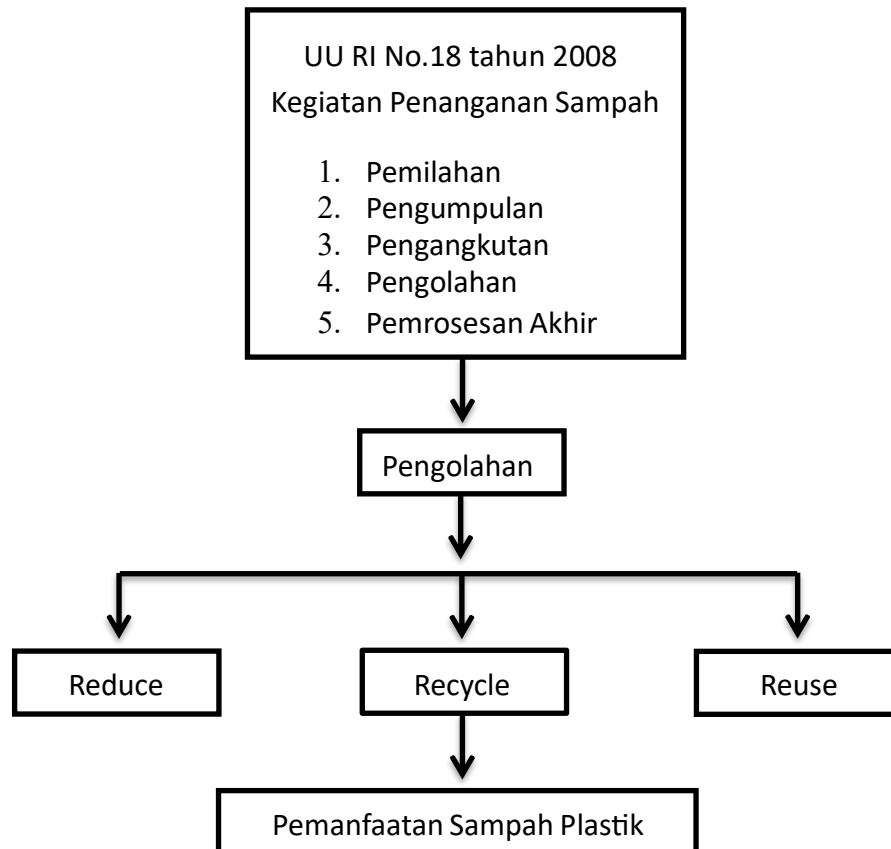 UU RI No.18 tahun 2008
Kegiatan Penanganan Sampah
1. Pemilahan
2. Pengumpulan
3. Pengangkutan
4. Pengolahan
5. Pemrosesan Akhir
Pengolahan
Reduce
Recycle
Reuse
Pemanfaatan Sampah Plastik